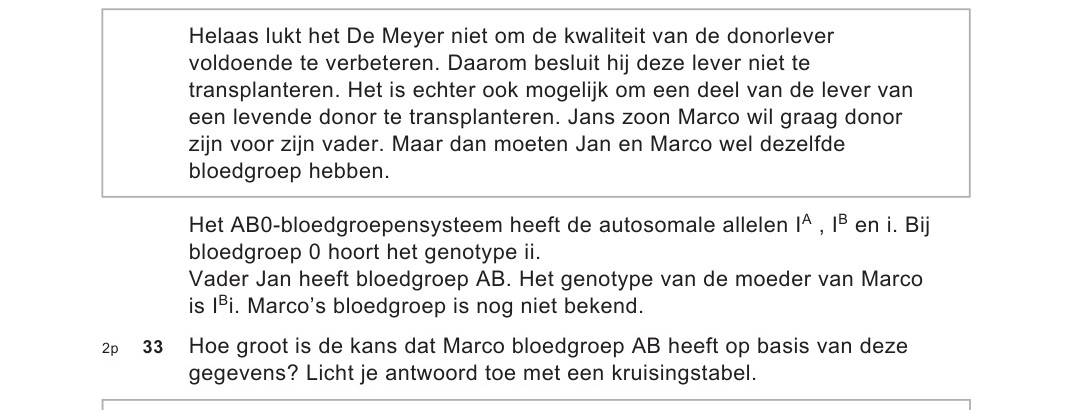 Helaas lukt het De Meyer niet om de kwaliteit van de donorlever
voldoende te verbeteren. Daarom besluit hij deze lever niet te
transplanteren. Het is echter ook mogelijk om een deel van de lever van
een levende donor te transplanteren. Jans zoon Marco wil graag donor
zijn voor zijn vader. Maar dan moeten Jan en Marco wel dezelfde
bloedgroep hebben.
Het AB0-bloedgroepensysteem heeft de autosomale allelen Iᴬ , Iᴮ en i. Bij
bloedgroep 0 hoort het genotype ii.
Vader Jan heeft bloedgroep AB. Het genotype van de moeder van Marco
is Iᴮi. Marco’s bloedgroep is nog niet bekend.
2p 33 Hoe groot is de kans dat Marco bloedgroep AB heeft op basis van deze
gegevens? Licht je antwoord toe met een kruisingstabel.